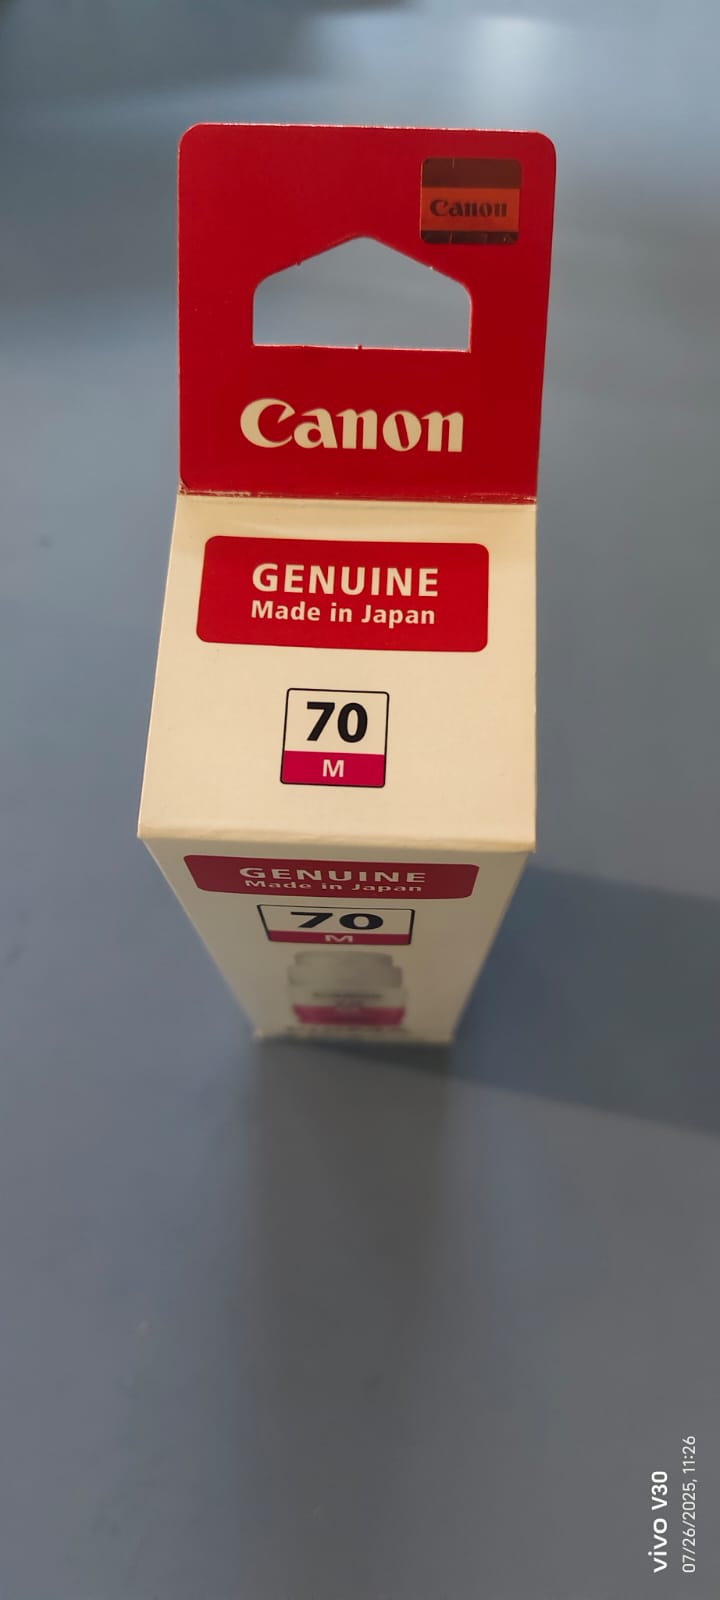 Canon
Canon
GENUINE
Made in Japan
70
M
GENUINE
Made in Japan
70
M
vivo V30
07/26/2025, 11:26